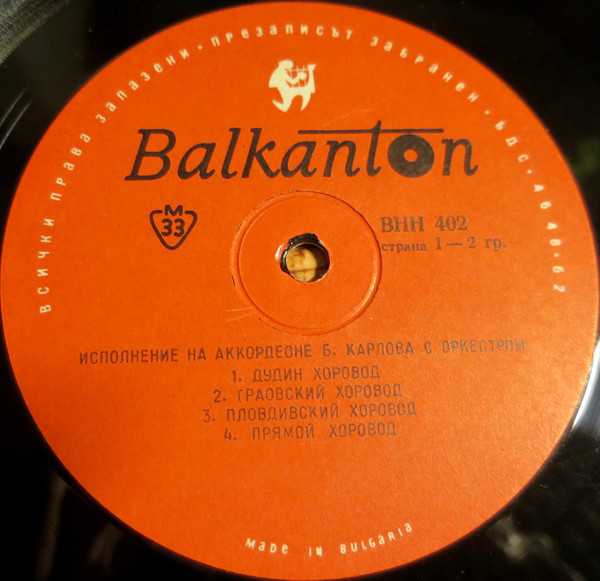 ВСИЧКИ ПРАВА ЗАПАЗЕНИ · ПРЕЗАПИСЪТ ЗАБРАНЕН · БДС · 4648-62
Balkanton
М
33
ВНН 402
страна I — 2 гр.
ИСПОЛНЕНИЕ НА АККОРДЕОНЕ Б. КАРЛОВА С ОРКЕСТРОМ
1. ДУДИН ХОРОВОД
2. ГРАОВСКИЙ ХОРОВОД
3. ПЛОВДИВСКИЙ ХОРОВОД
4. ПРЯМОЙ ХОРОВОД
MADE IN BULGARIA